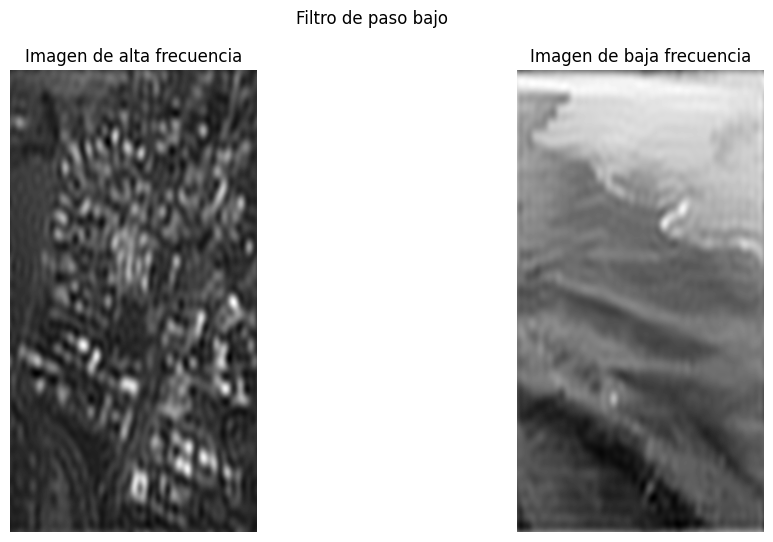 Filtro de paso bajo
Imagen de alta frecuencia
Imagen de baja frecuencia